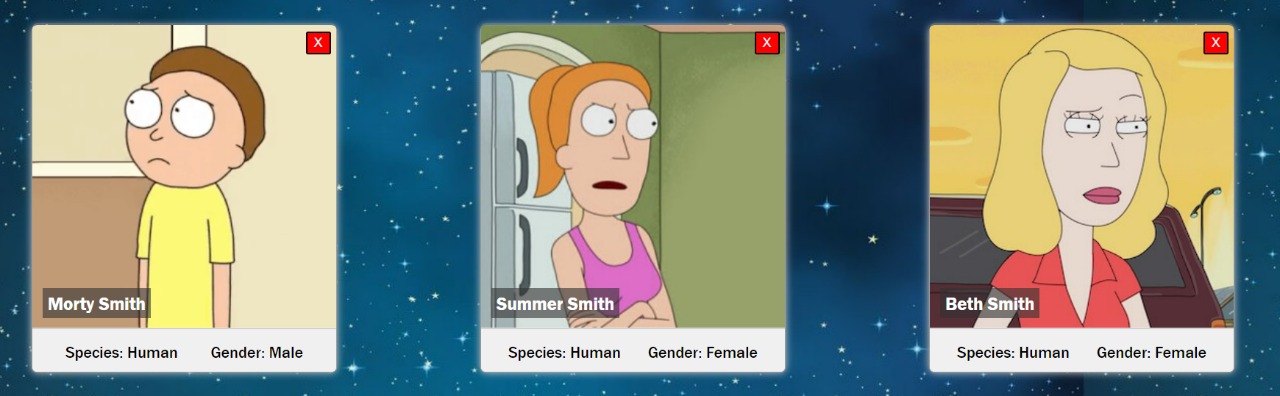 X
X
X
Morty Smith
Summer Smith
Beth Smith
Species: Human Gender: Male
Species: Human Gender: Female
Species: Human Gender: Female